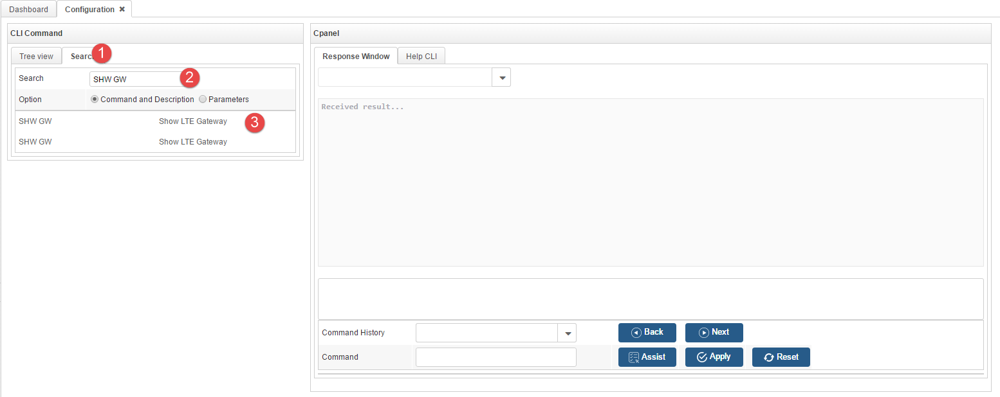 Dashboard Configuration ✖
CLI Command
Tree view Search 1
Search SHW GW 2
Option Command and Description Parameters
SHW GW Show LTE Gateway 3
SHW GW Show LTE Gateway
Cpanel
Response Window Help CLI
Received result...
Command History Back Next
Command Assist Apply Reset